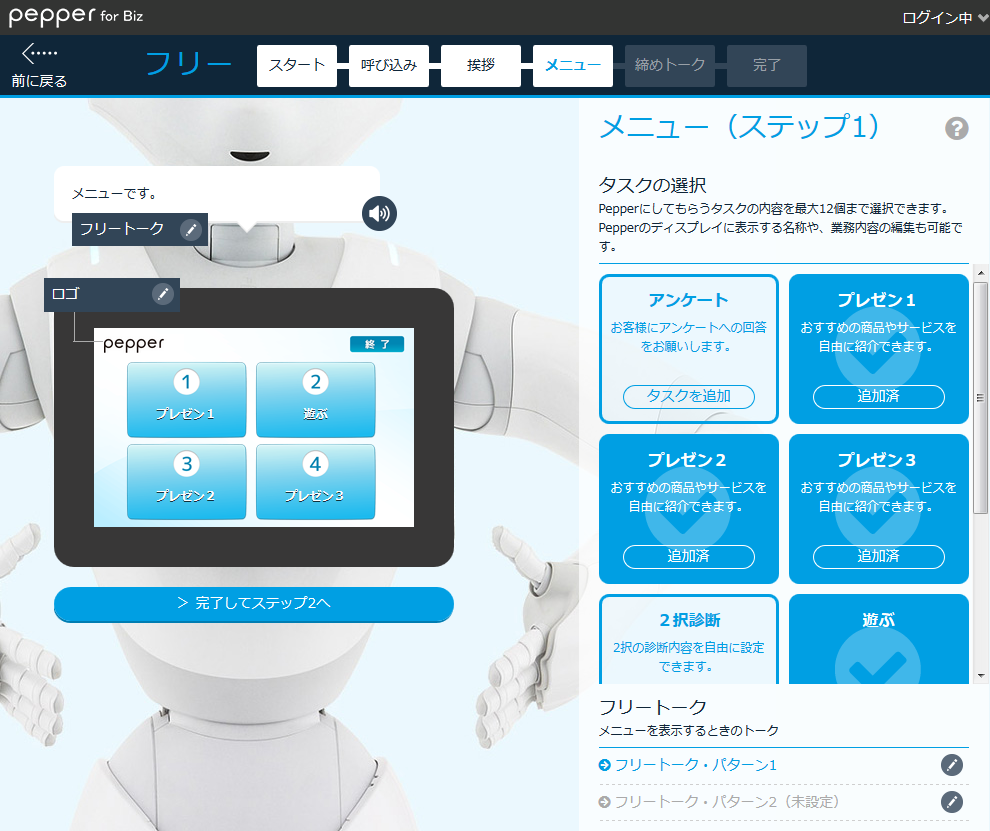 pepper for Biz
ログイン中
前に戻る
フリー
スタート
呼び込み
挨拶
メニュー
締めトーク
完了
メニューです。
フリートーク
ロゴ
pepper
終了
1
プレゼン1
2
遊ぶ
3
プレゼン2
4
プレゼン3
＞ 完了してステップ2へ
メニュー（ステップ1）
?
タスクの選択
Pepperにしてもらうタスクの内容を最大12個まで選択できます。
Pepperのディスプレイに表示する名称や、業務内容の編集も可能で
す。
アンケート
お客様にアンケートへの回答
をお願いします。
タスクを追加
プレゼン１
おすすめの商品やサービスを
自由に紹介できます。
追加済
プレゼン２
おすすめの商品やサービスを
自由に紹介できます。
追加済
プレゼン３
おすすめの商品やサービスを
自由に紹介できます。
追加済
２択診断
2択の診断内容を自由に設定
できます。
遊ぶ
フリートーク
メニューを表示するときのトーク
フリートーク・パターン1
フリートーク・パターン2（未設定）